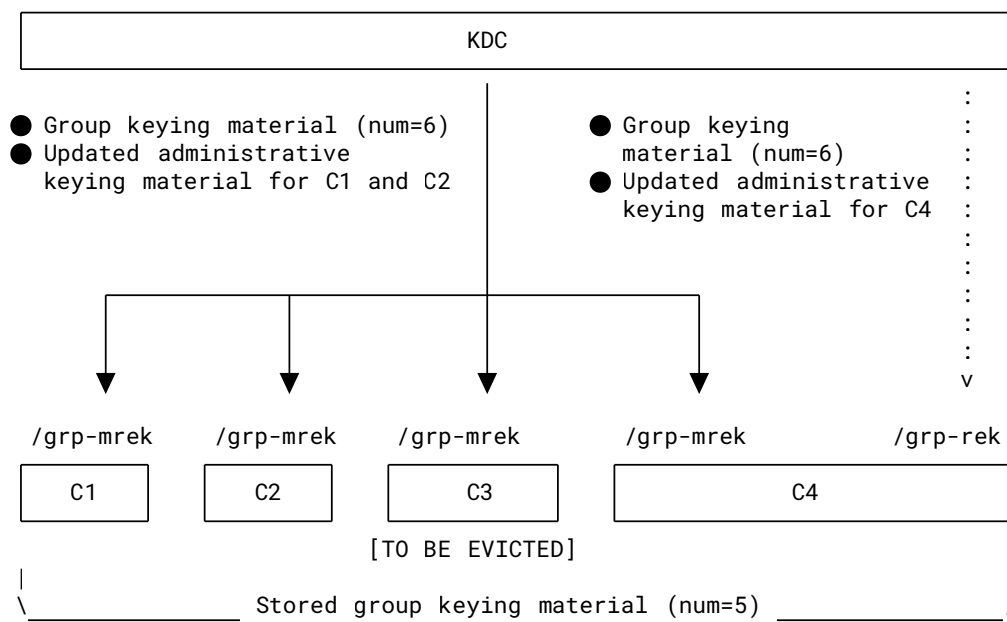 KDC
● Group keying material (num=6)
● Updated administrative
keying material for C1 and C2
● Group keying
material (num=6)
● Updated administrative
keying material for C4
/grp-mrek /grp-mrek /grp-mrek /grp-mrek /grp-rek
C1 C2 C3 C4
[TO BE EVICTED]
Stored group keying material (num=5)